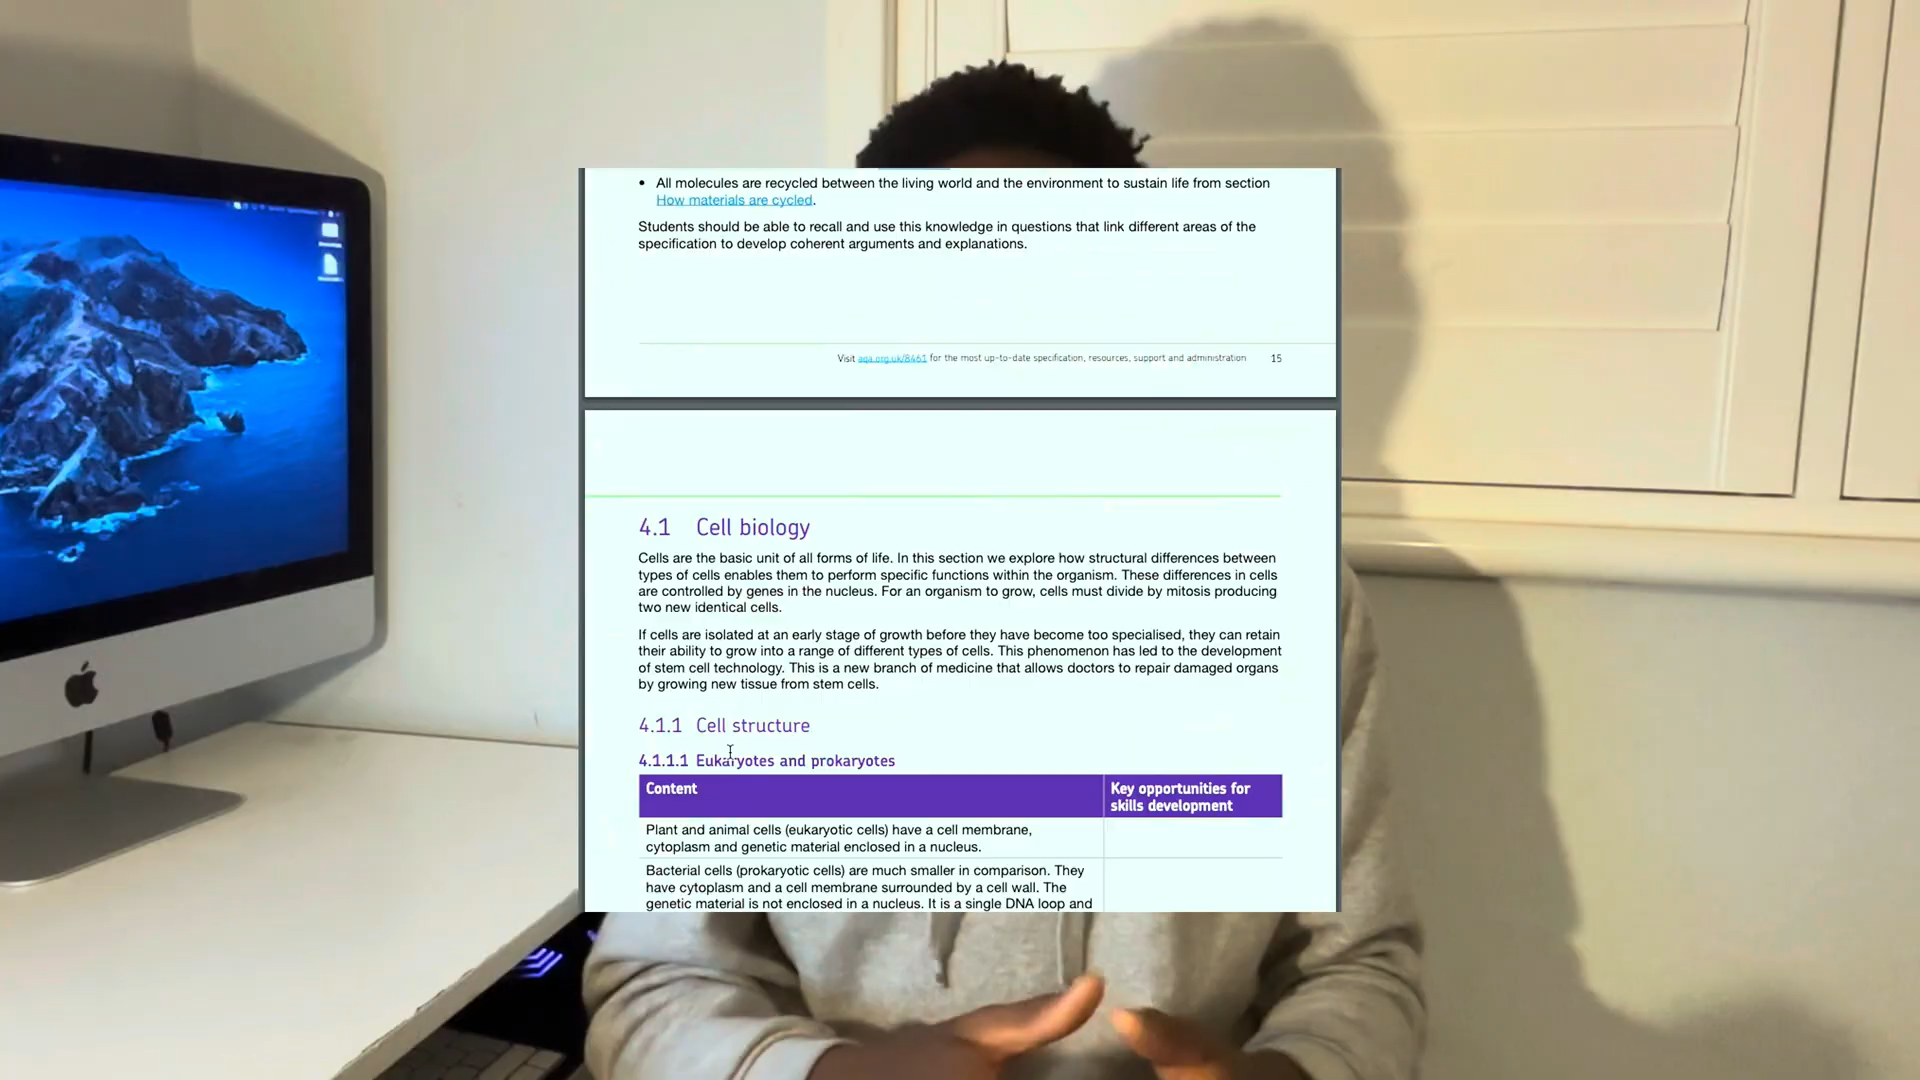 • All molecules are recycled between the living world and the environment to sustain life from section
How materials are cycled.
Students should be able to recall and use this knowledge in questions that link different areas of the
specification to develop coherent arguments and explanations.
Visit aqa.org.uk/8461 for the most up-to-date specification, resources, support and administration 15
4.1 Cell biology
Cells are the basic unit of all forms of life. In this section we explore how structural differences between
types of cells enables them to perform specific functions within the organism. These differences in cells
are controlled by genes in the nucleus. For an organism to grow, cells must divide by mitosis producing
two new identical cells.
If cells are isolated at an early stage of growth before they have become too specialised, they can retain
their ability to grow into a range of different types of cells. This phenomenon has led to the development
of stem cell technology. This is a new branch of medicine that allows doctors to repair damaged organs
by growing new tissue from stem cells.
4.1.1 Cell structure
4.1.1.1 Eukaryotes and prokaryotes
Content
Key opportunities for
skills development
Plant and animal cells (eukaryotic cells) have a cell membrane,
cytoplasm and genetic material enclosed in a nucleus.
Bacterial cells (prokaryotic cells) are much smaller in comparison. They
have cytoplasm and a cell membrane surrounded by a cell wall. The
genetic material is not enclosed in a nucleus. It is a single DNA loop and